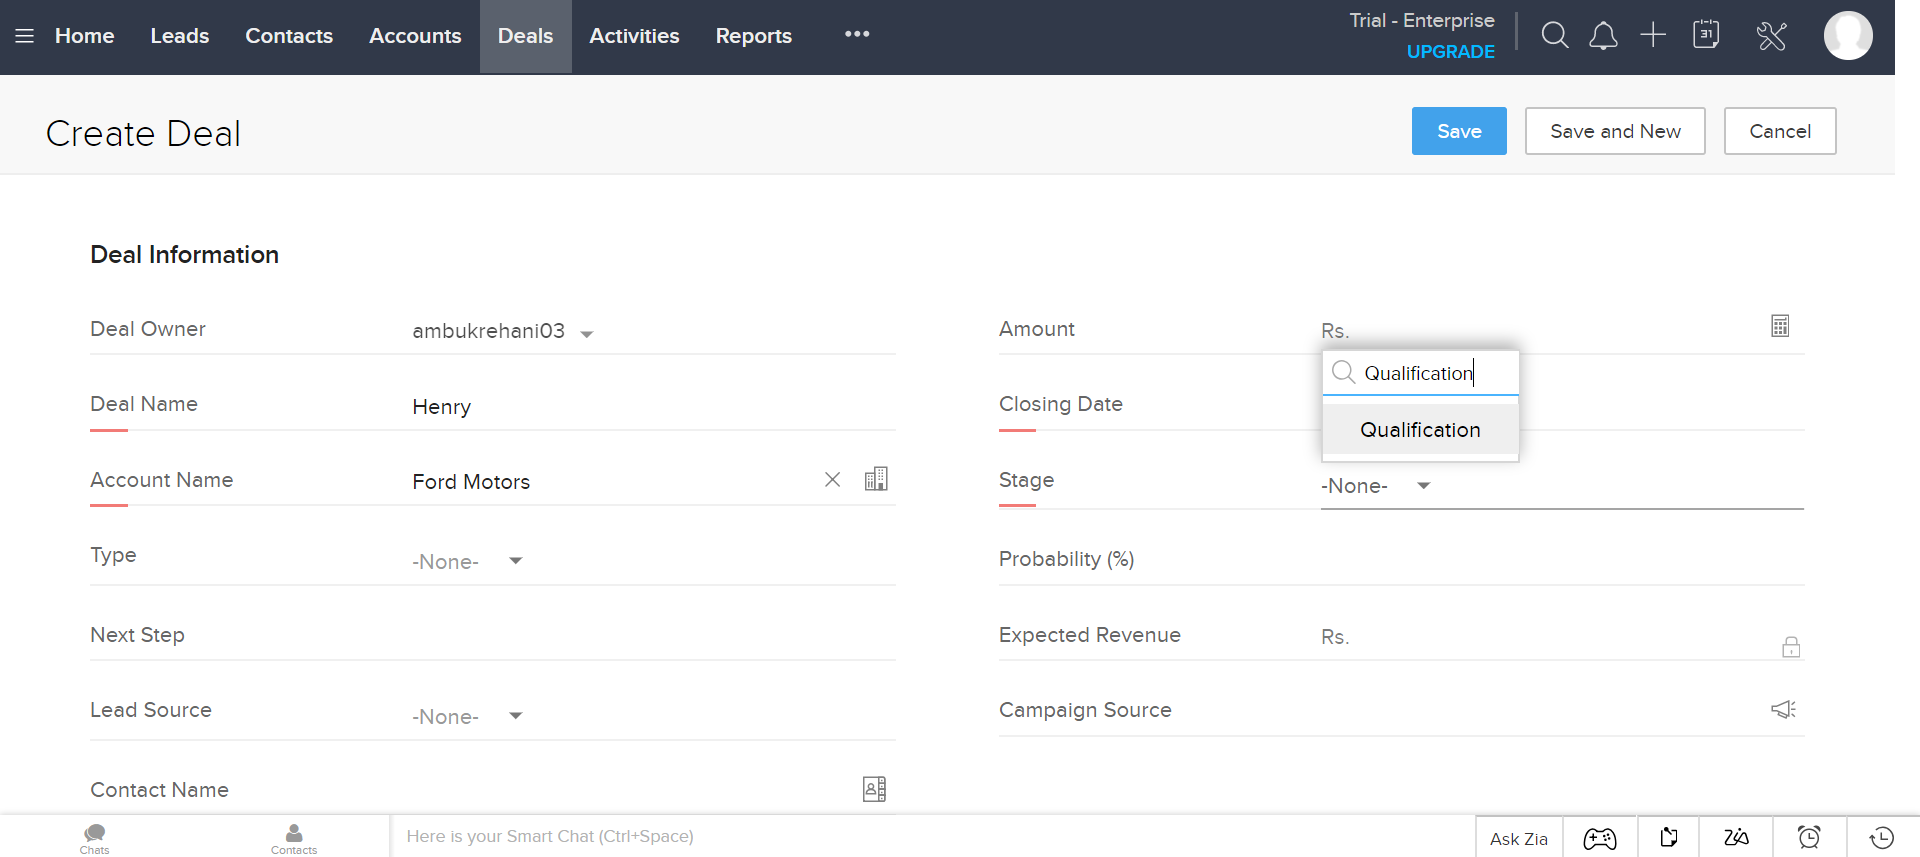 Home Leads Contacts Accounts Deals Activities Reports
Trial - Enterprise
UPGRADE
31
Create Deal
Save
Save and New
Cancel
Deal Information
Deal Owner ambukrehani03
Amount Rs.
Qualification
Deal Name Henry
Closing Date
Qualification
Account Name Ford Motors
Stage -None-
Type -None-
Probability (%)
Next Step
Expected Revenue Rs.
Lead Source -None-
Campaign Source
Contact Name
Chats
Contacts
Here is your Smart Chat (Ctrl+Space)
Ask Zia